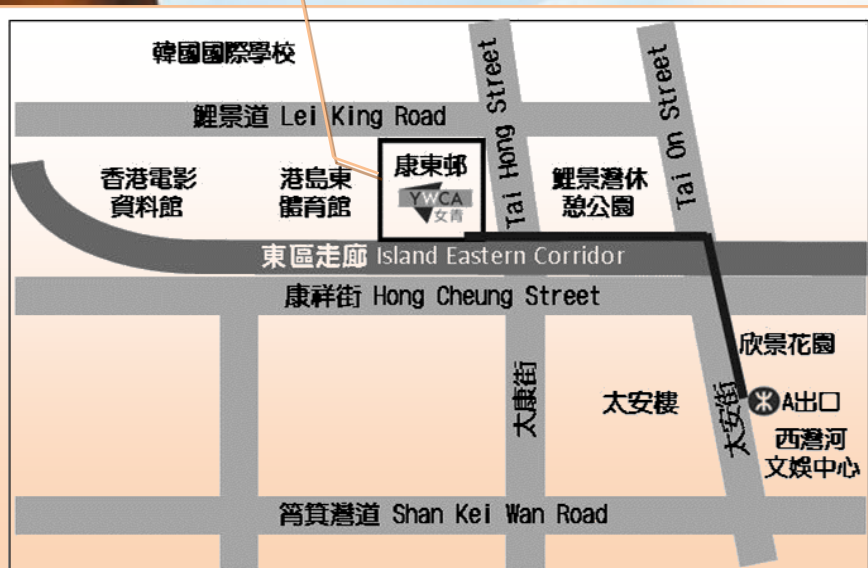 韓國國際學校
鯉景道 Lei King Road
Tai Hong Street
Tai On Street
香港電影
資料館
港島東
體育館
康東邨
YWCA
女青
鯉景灣休
憩公園
東區走廊 Island Eastern Corridor
康祥街 Hong Cheung Street
欣景花園
太康街
太安樓
太安街
A出口
西灣河
文娛中心
筲箕灣道 Shan Kei Wan Road